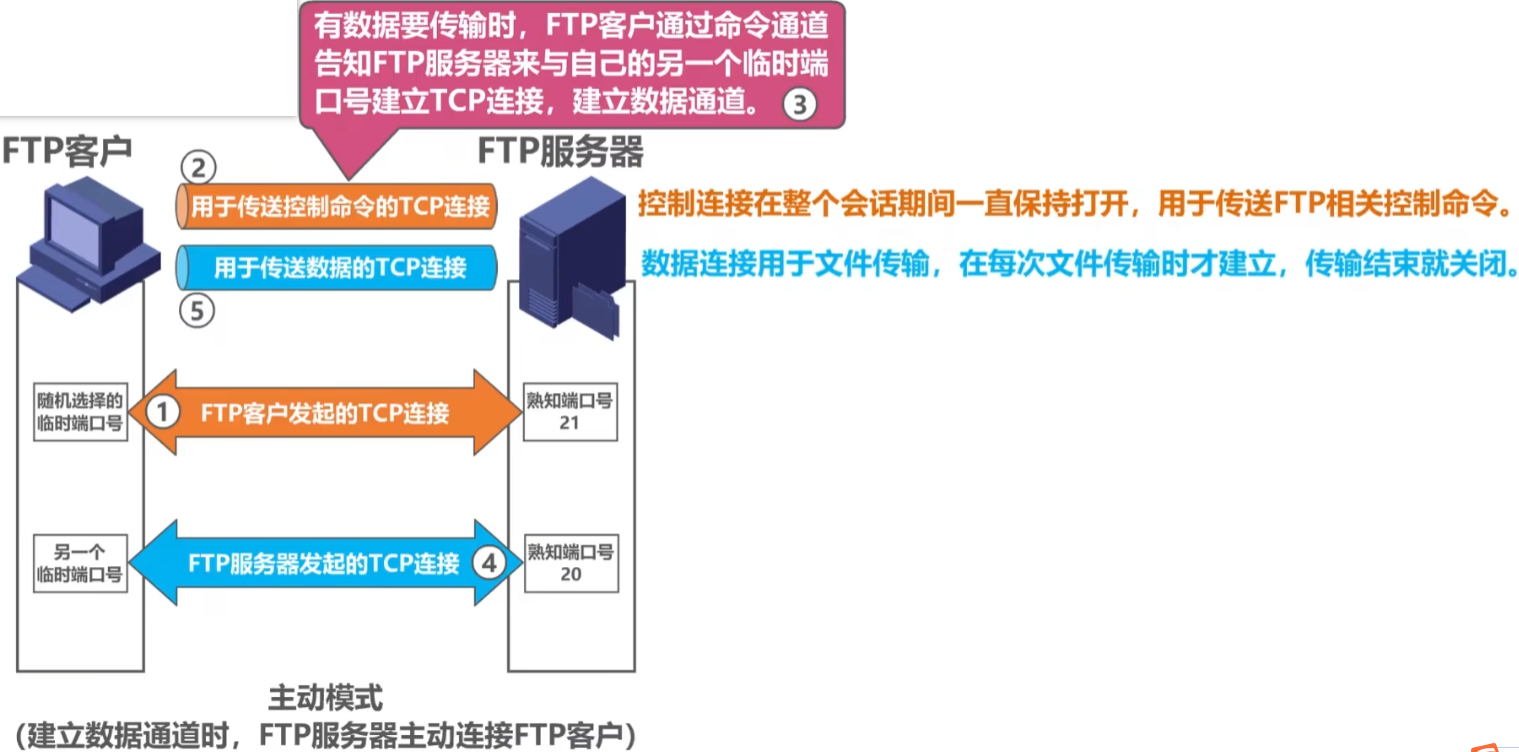 有数据要传输时，FTP客户通过命令通道
告知FTP服务器来与自己的另一个临时端
口号建立TCP连接，建立数据通道。 ③
FTP客户
FTP服务器
②
用于传送控制命令的TCP连接
控制连接在整个会话期间一直保持打开，用于传送FTP相关控制命令。
用于传送数据的TCP连接
数据连接用于文件传输，在每次文件传输时才建立，传输结束就关闭。
⑤
随机选择的
临时端口号
① FTP客户发起的TCP连接
熟知端口号
21
另一个
临时端口号
FTP服务器发起的TCP连接 ④
熟知端口号
20
主动模式
（建立数据通道时，FTP服务器主动连接FTP客户）